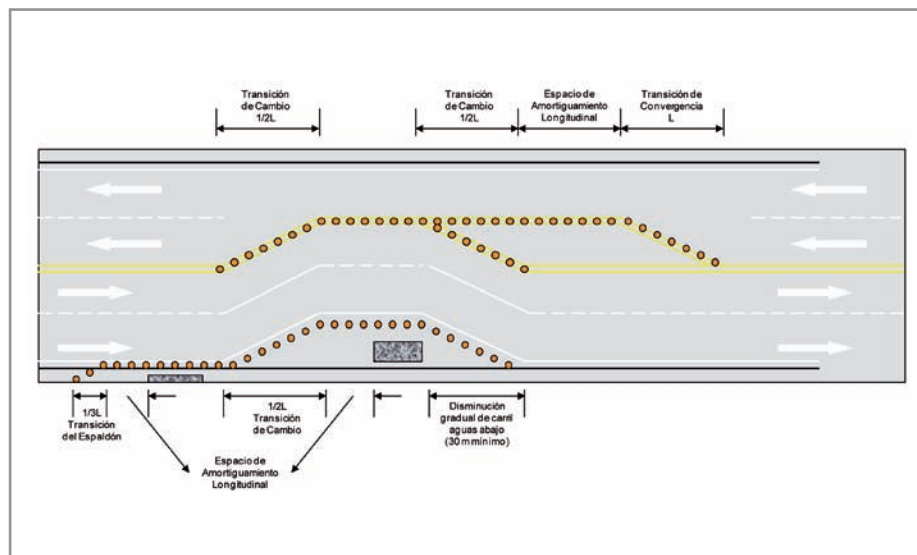 Transición
de Cambio
1/2L
Transición
de Cambio
1/2L
Espacio de
Amortiguamiento
Longitudinal
Transición de
Convergencia
L
1/3L
Transición
del Espaldón
1/2L
Transición
de Cambio
Disminución
gradual de carril
aguas abajo
(30 m mínimo)
Espacio de
Amortiguamiento
Longitudinal